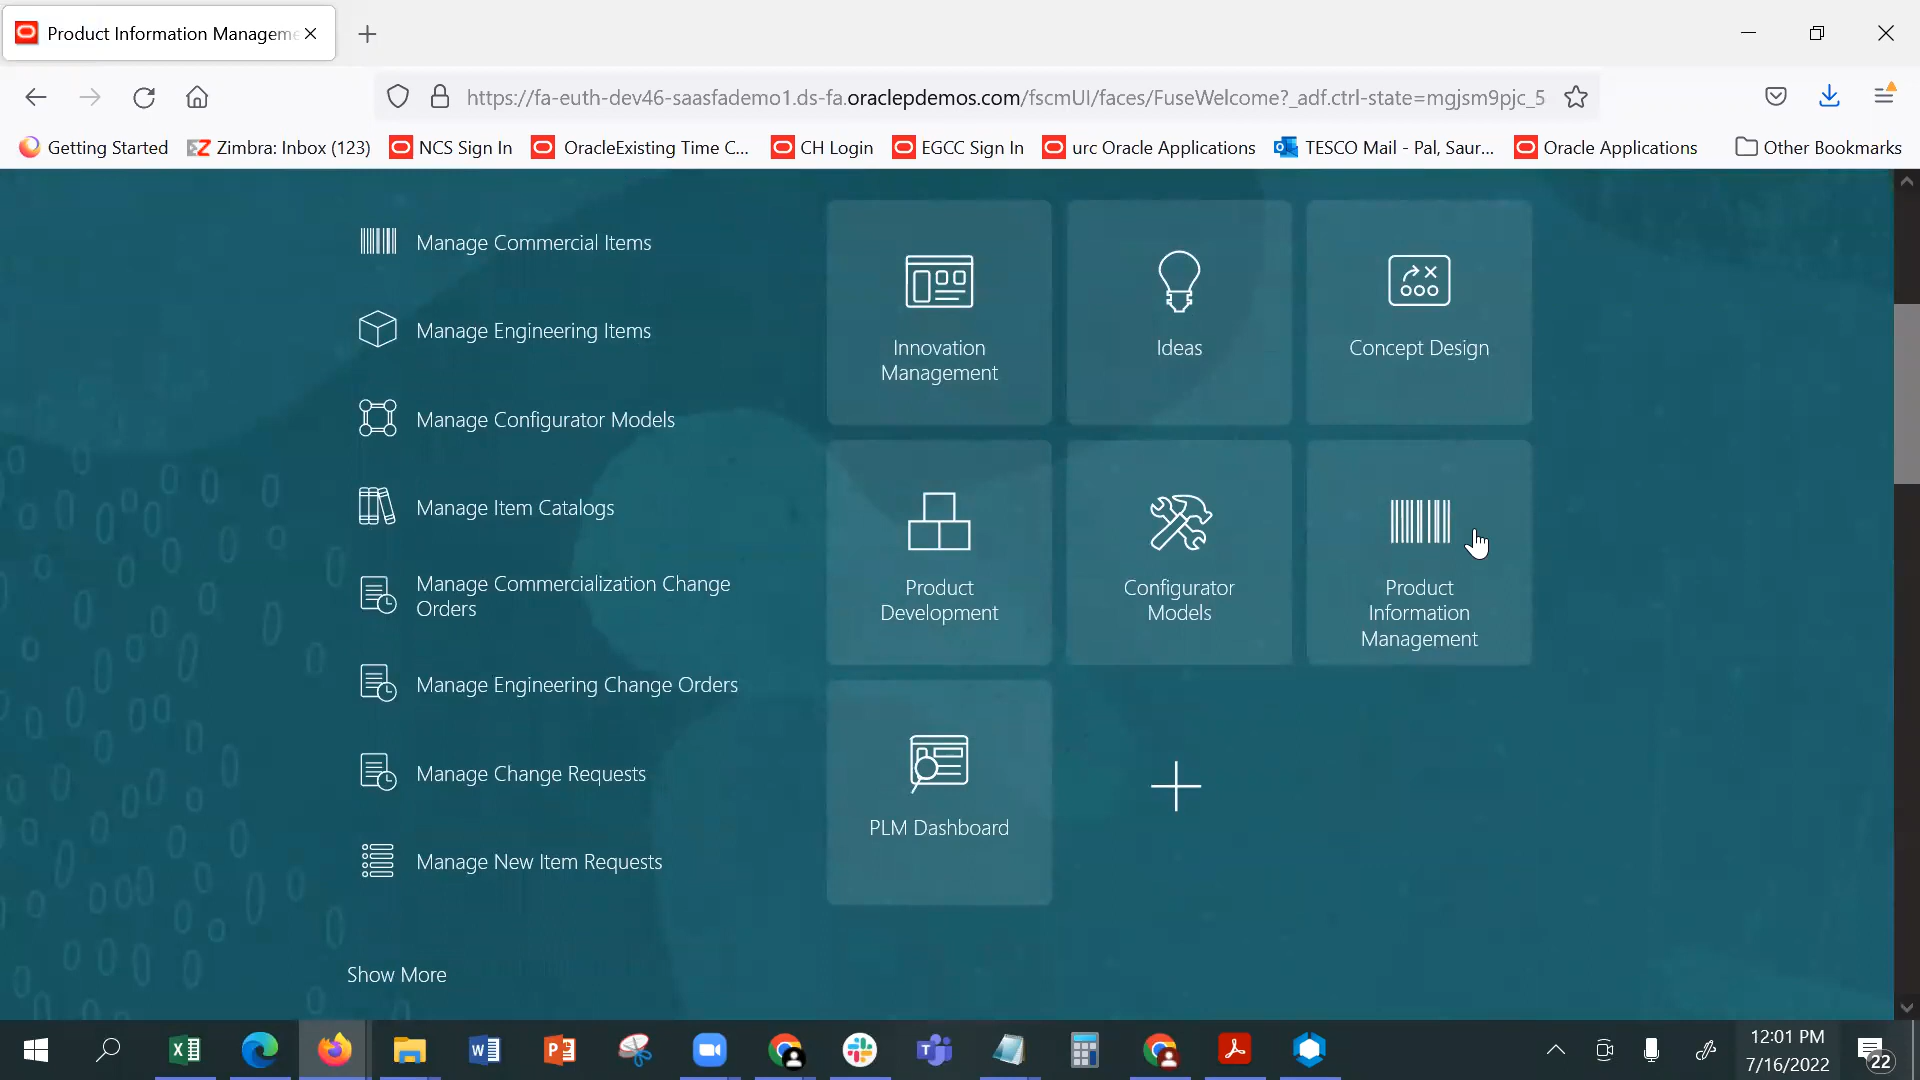 Product Information Manageme
https://fa-euth-dev46-saasfademo1.ds-fa.oraclepdemos.com/fscmUI/faces/FuseWelcome?_adf.ctrl-state=mgjsm9pjc_5
Getting Started
Zimbra: Inbox (123)
NCS Sign In
OracleExisting Time C...
CH Login
EGCC Sign In
urc Oracle Applications
TESCO Mail - Pal, Saur...
Oracle Applications
Other Bookmarks
Manage Commercial Items
Manage Engineering Items
Manage Configurator Models
Manage Item Catalogs
Manage Commercialization Change
Orders
Manage Engineering Change Orders
Manage Change Requests
Manage New Item Requests
Show More
Innovation
Management
Ideas
Concept Design
Product
Development
Configurator
Models
Product
Information
Management
PLM Dashboard
12:01 PM
7/16/2022
22